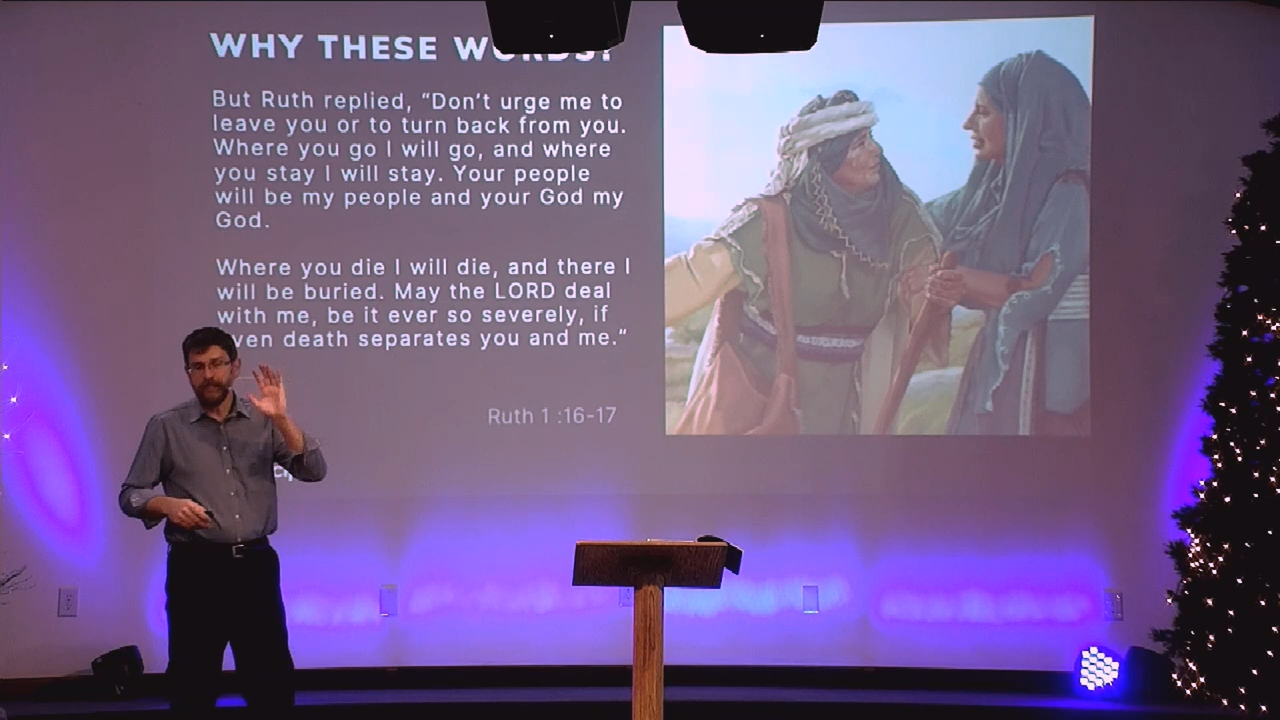 WHY THESE WORDS?
But Ruth replied, "Don't urge me to
leave you or to turn back from you.
Where you go I will go, and where
you stay I will stay. Your people
will be my people and your God my
God.
Where you die I will die, and there I
will be buried. May the LORD deal
with me, be it ever so severely, if
even death separates you and me."
Ruth 1 :16-17